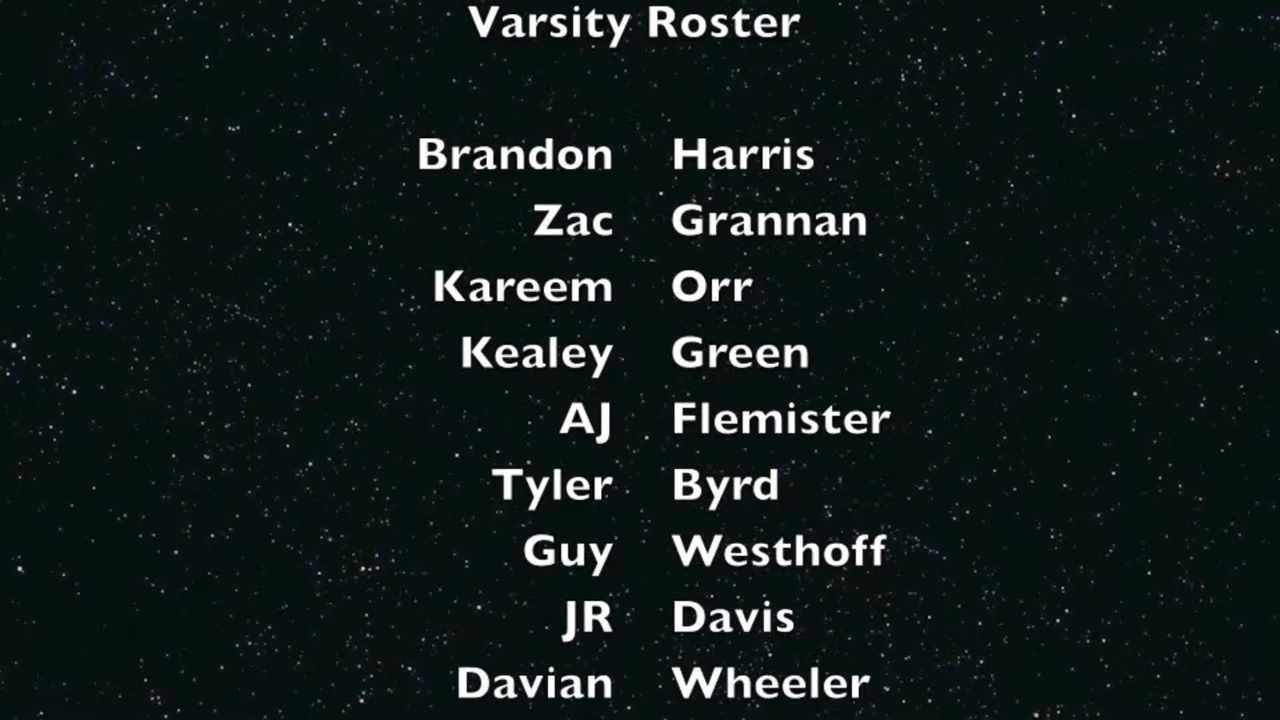 Varsity Roster
Brandon Harris
Zac Grannan
Kareem Orr
Kealey Green
AJ Flemister
Tyler Byrd
Guy Westhoff
JR Davis
Davian Wheeler